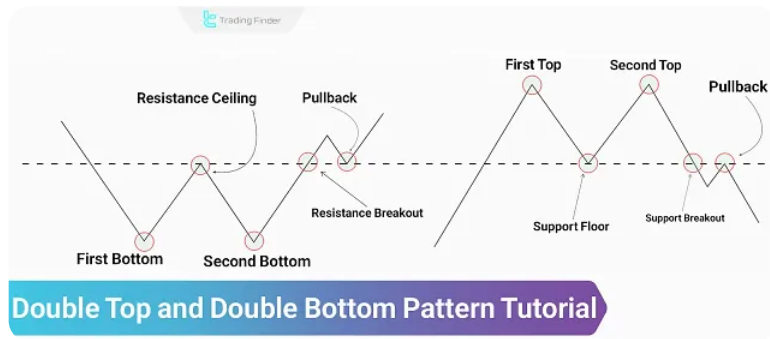 Trading Finder
Resistance Ceiling
Pullback
First Bottom
Second Bottom
Resistance Breakout
First Top
Second Top
Pullback
Support Floor
Support Breakout
Double Top and Double Bottom Pattern Tutorial